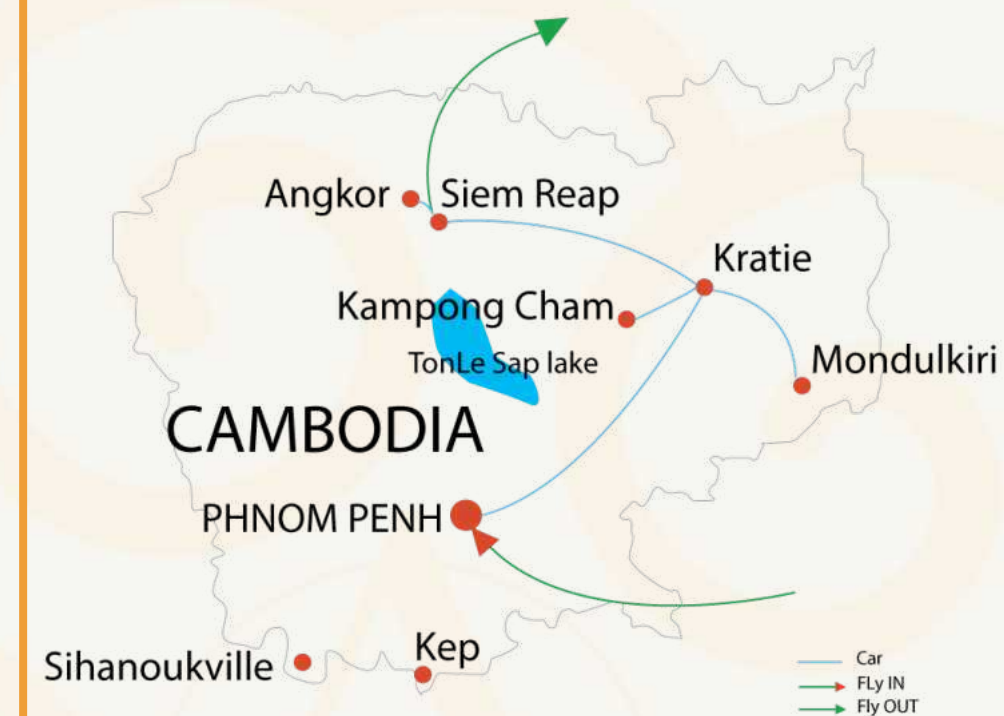 Angkor
Siem Reap
Kratie
Kampong Cham
TonLe Sap lake
Mondulkiri
CAMBODIA
PHNOM PENH
Sihanoukville
Kep
Car
FLy IN
Fly OUT